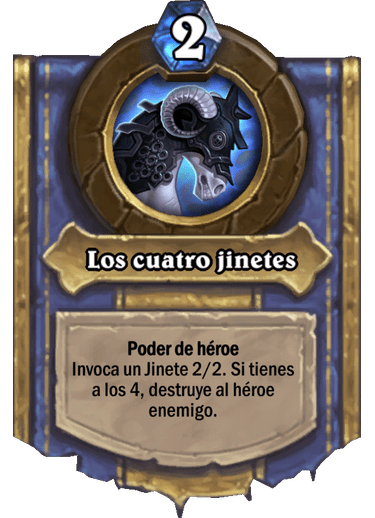 2
Los cuatro jinetes
Poder de héroe
Invoca un Jinete 2/2. Si tienes
a los 4, destruye al héroe
enemigo.